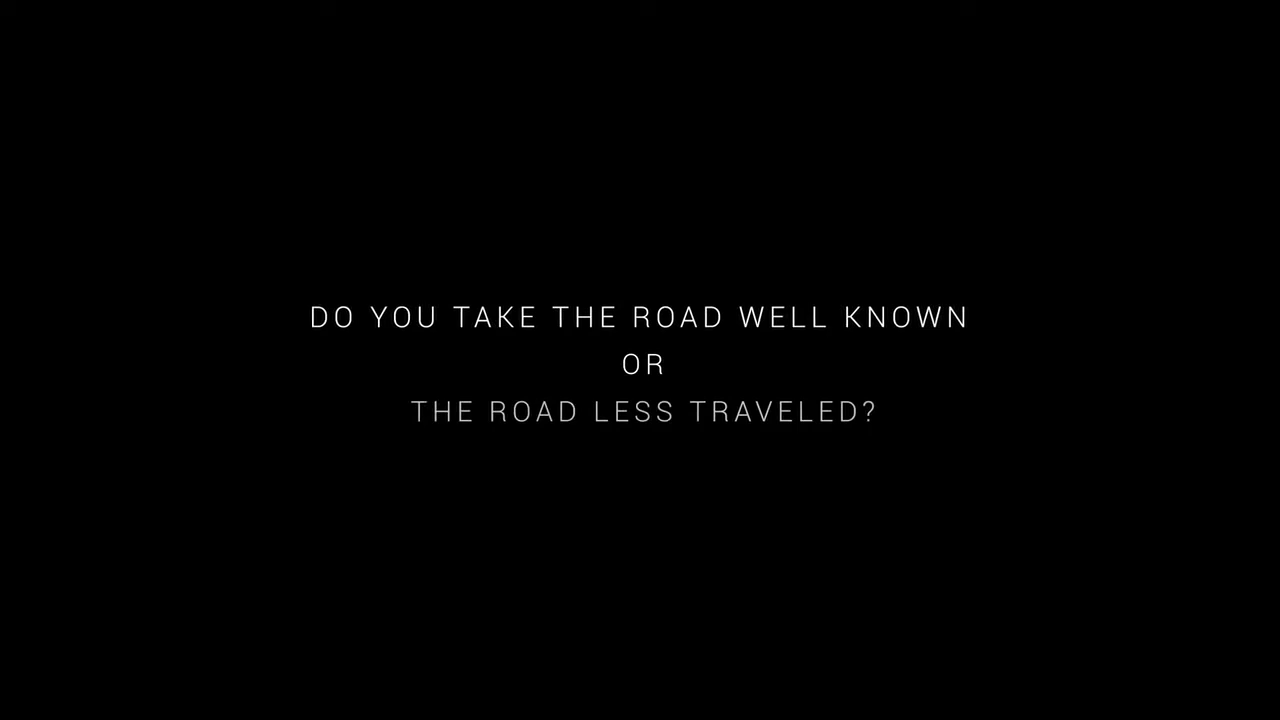 DO YOU TAKE THE ROAD WELL KNOWN
OR
THE ROAD LESS TRAVELED?